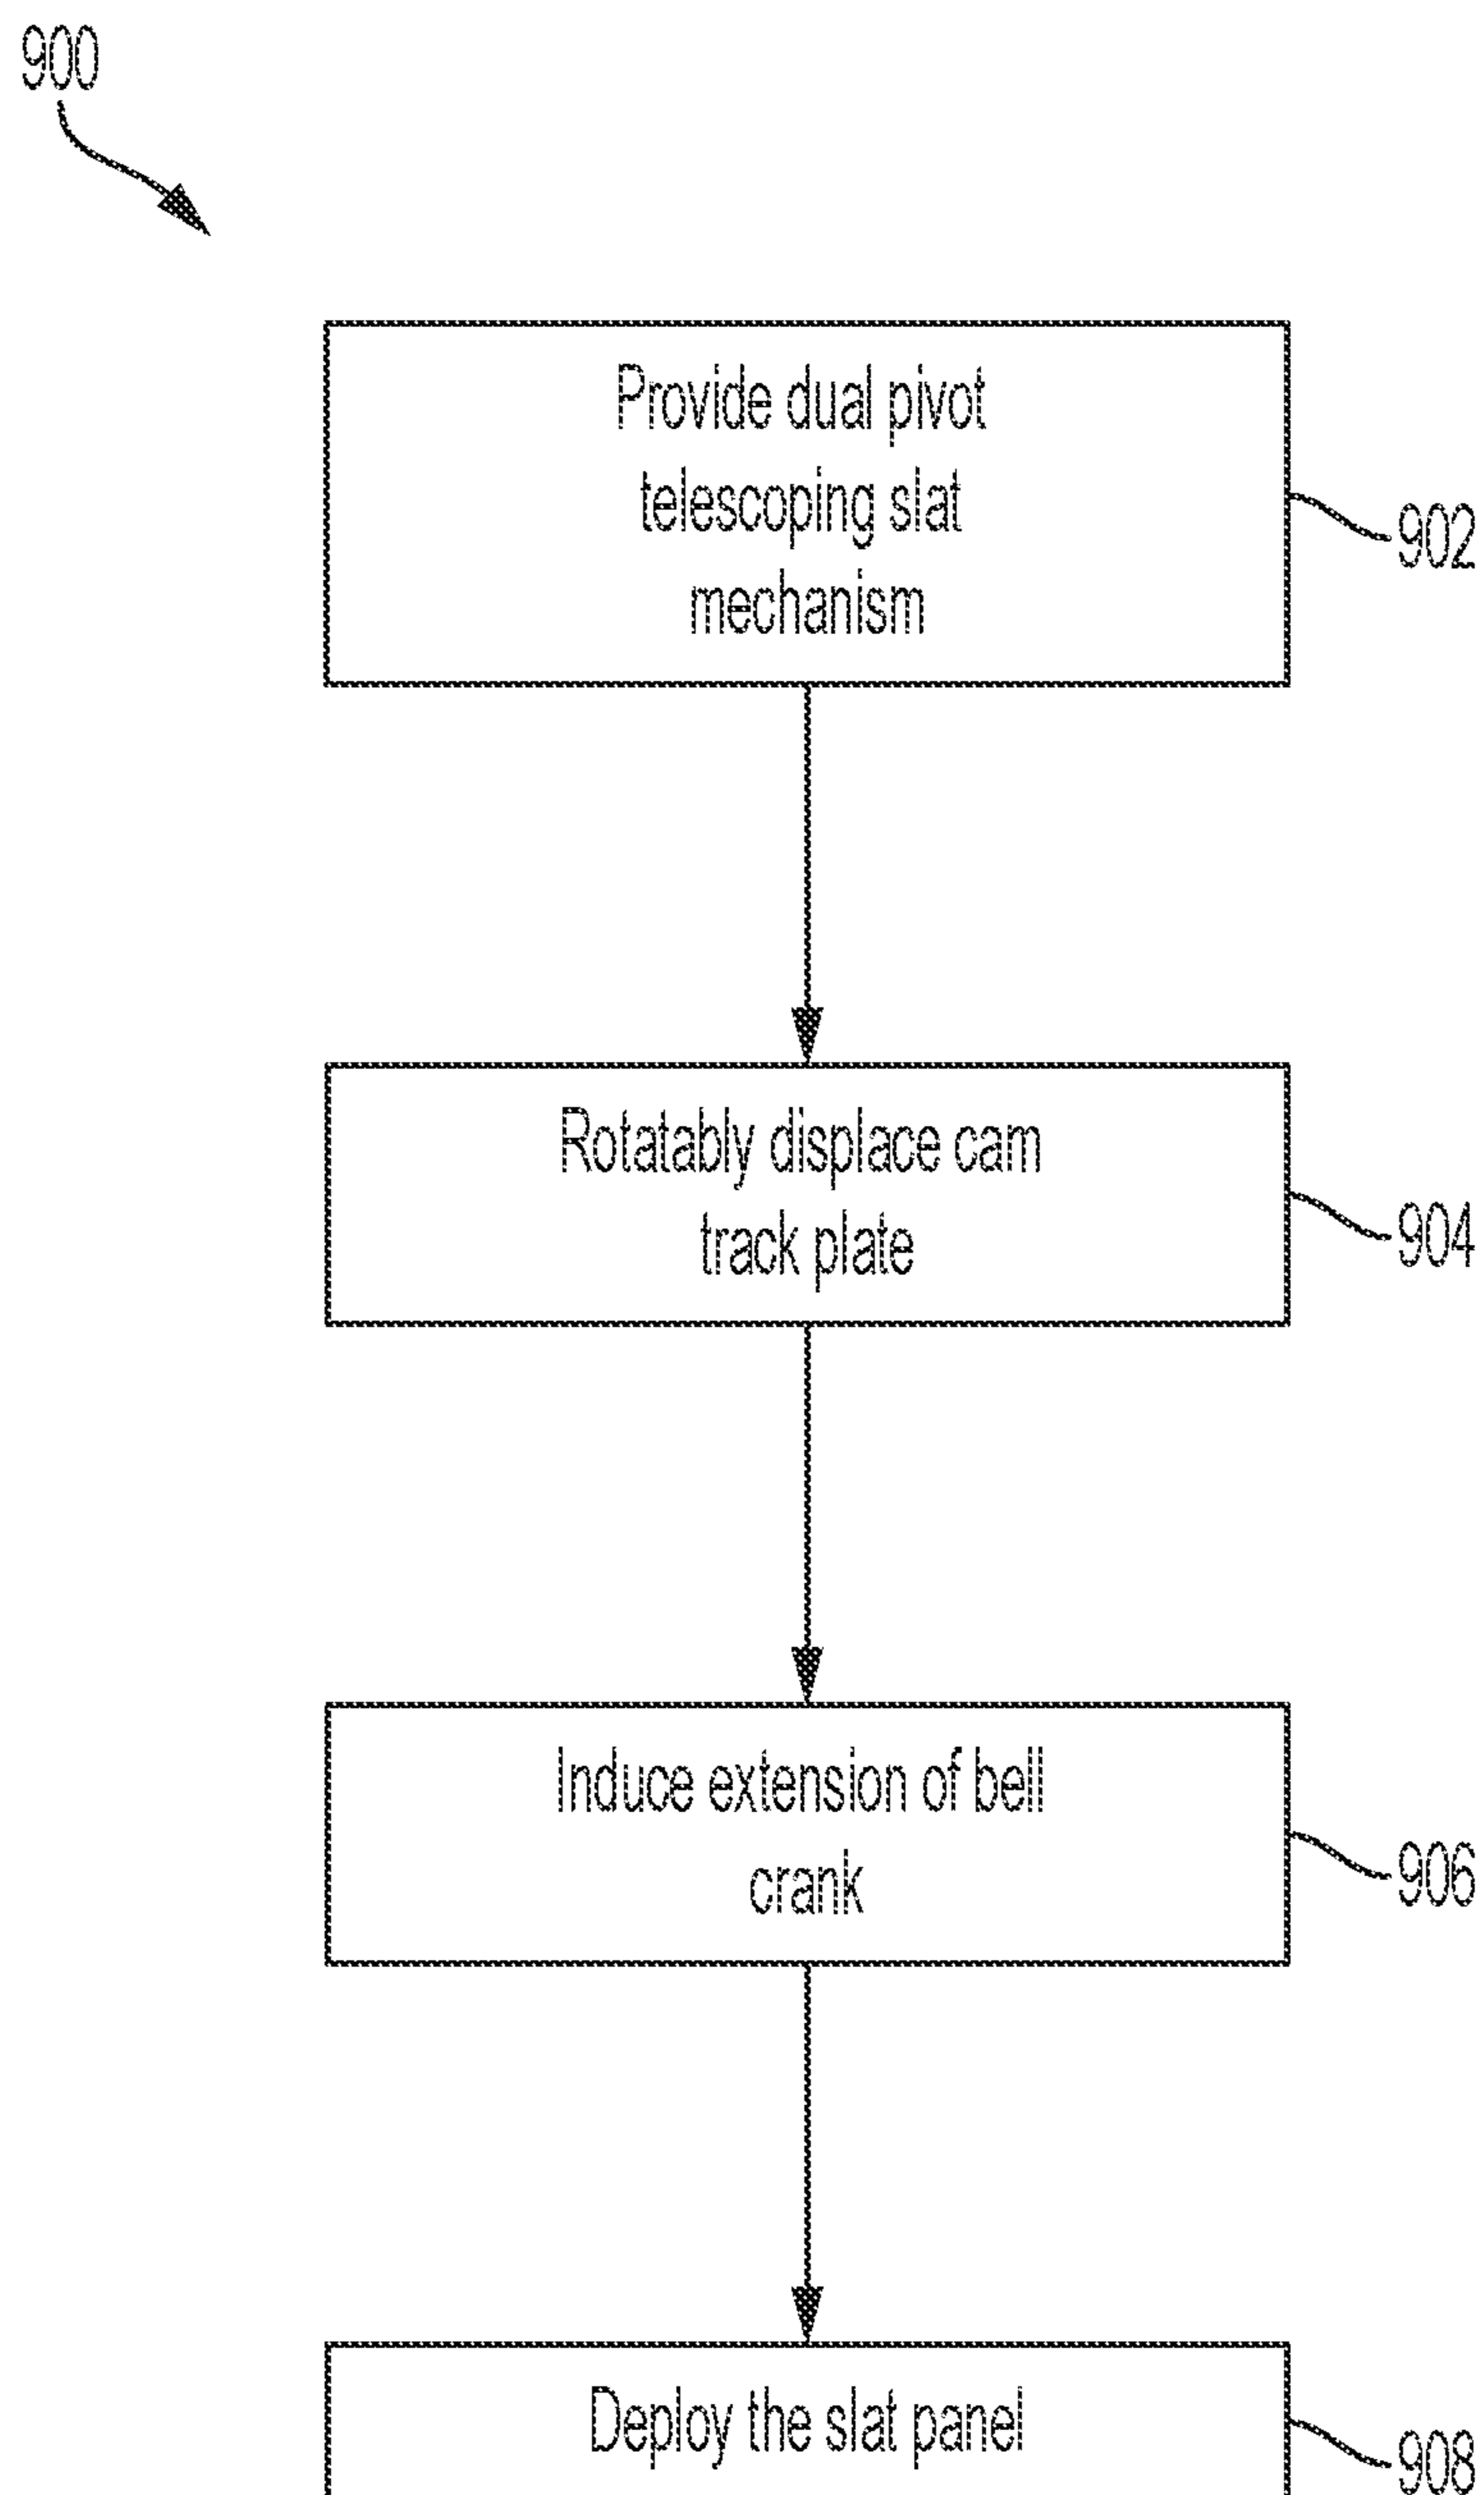 900
Provide dual pivot
telescoping slat
mechanism
902
Rotatably displace cam
track plate
904
Induce extension of bell
crank
906
Deploy the slat panel
908